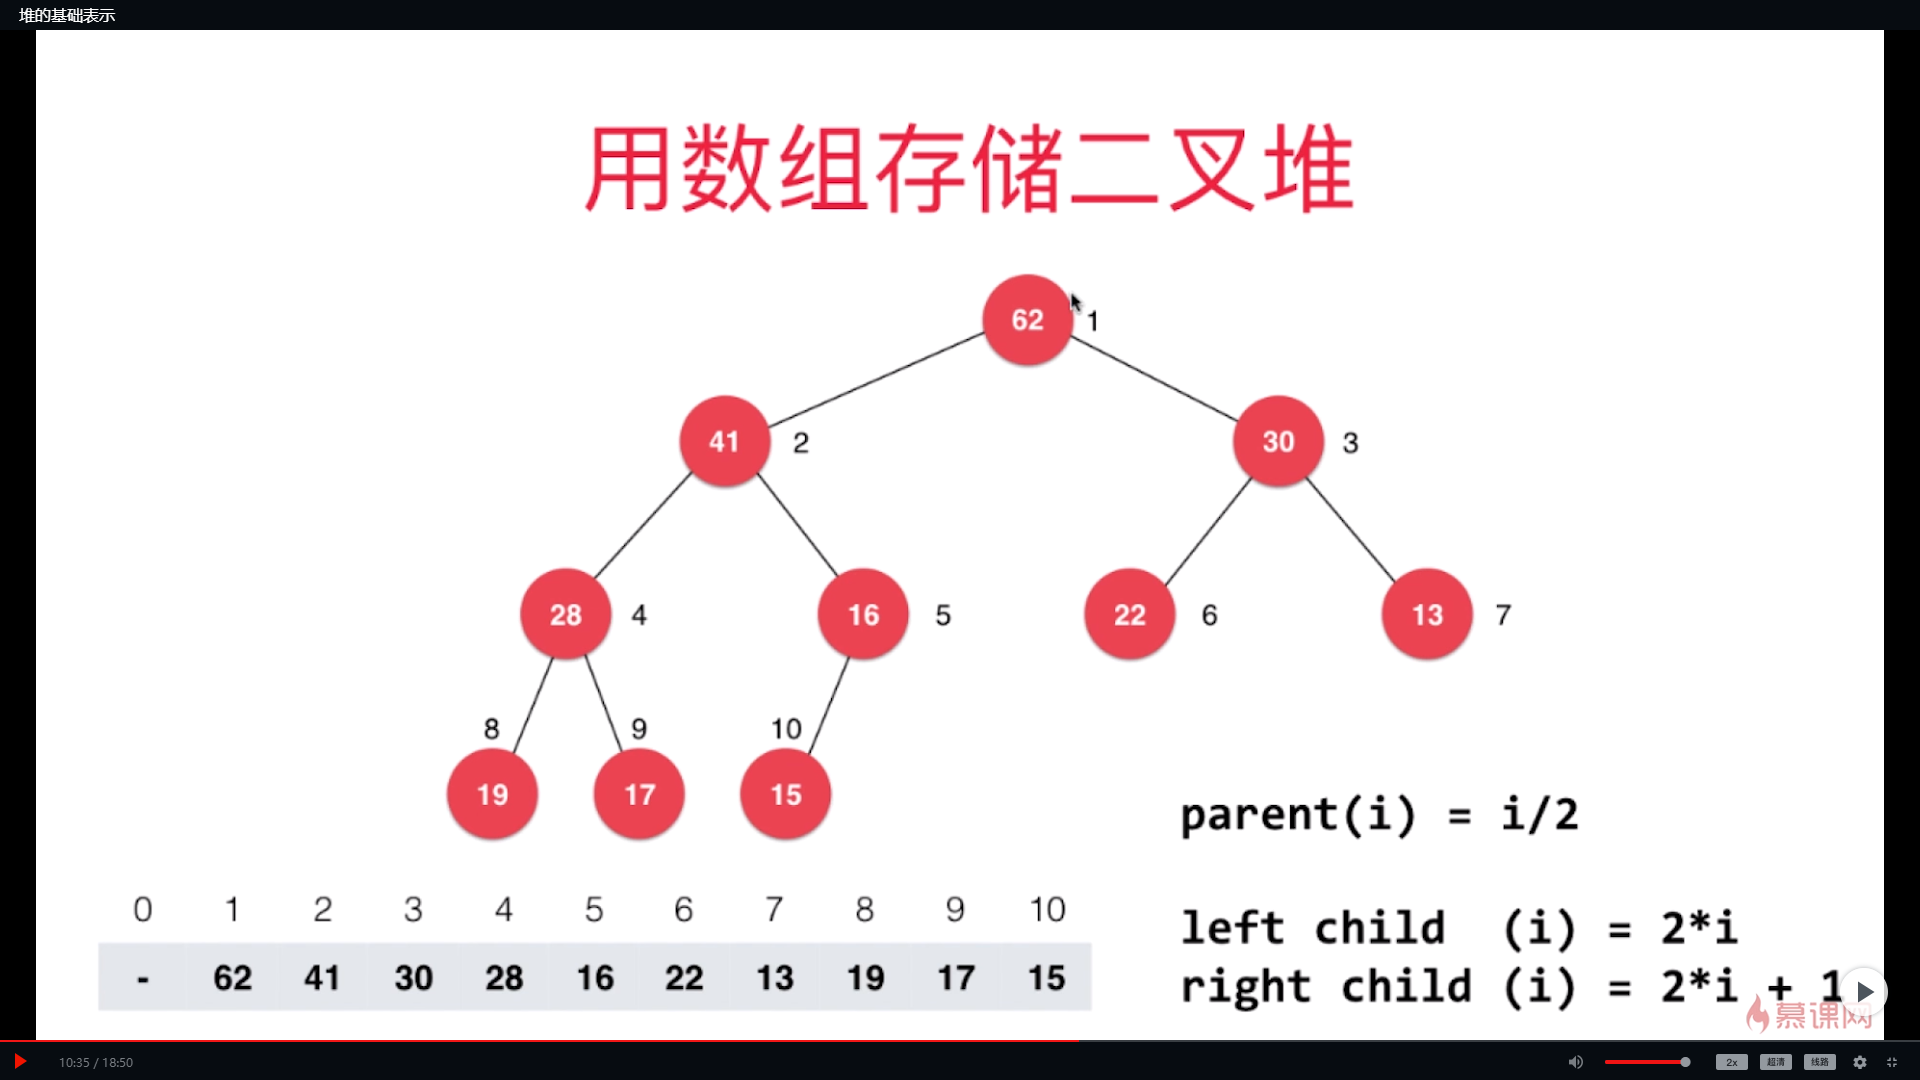 堆的基础表示
用数组存储二叉堆
62 1
41 2
30 3
28 4
16 5
22 6
13 7
8 9 10
19 17 15
parent(i) = i/2
0 1 2 3 4 5 6 7 8 9 10
- 62 41 30 28 16 22 13 19 17 15
left child (i) = 2*i
right child (i) = 2*i + 1
慕课网
10:35 / 18:50
2x 超清 线路